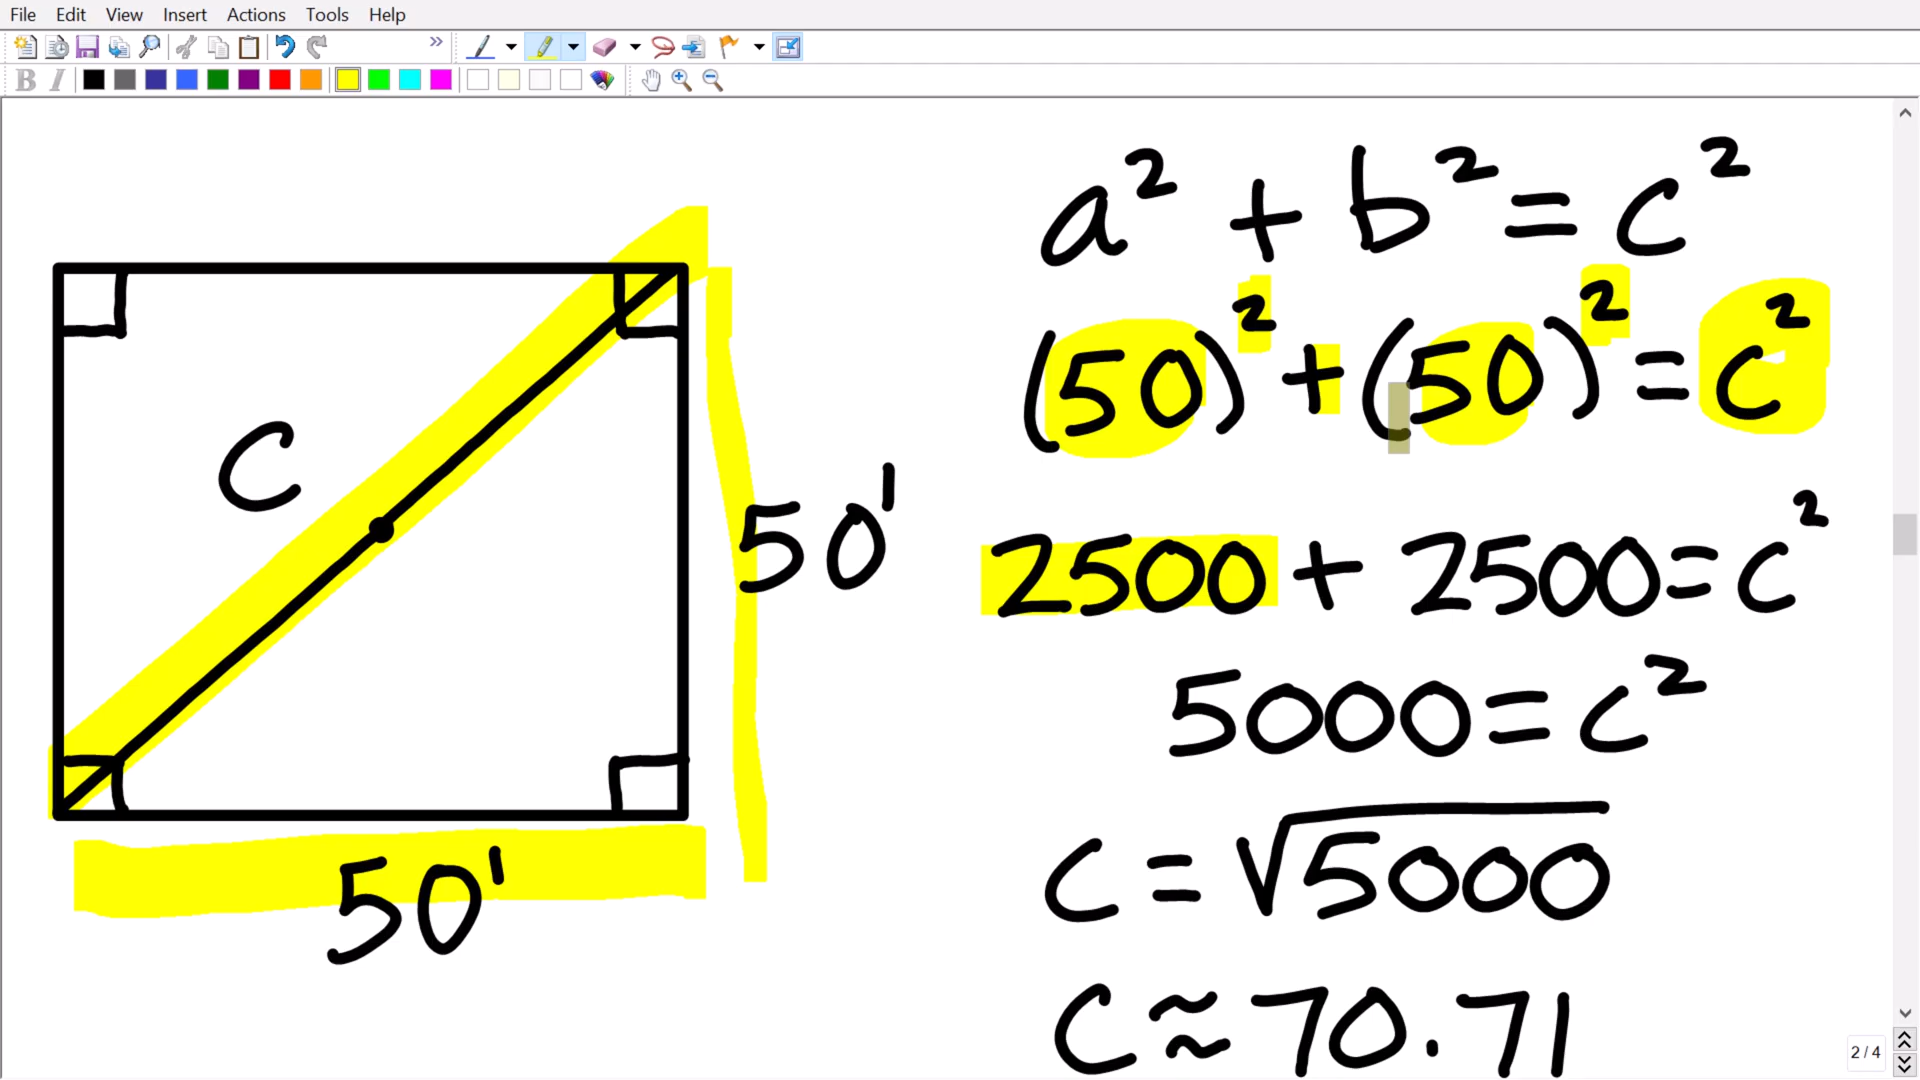 File Edit View Insert Actions Tools Help
»
B I
a² + b² = c²
(50)² + (50)² = c²
C
50'
2500 + 2500 = c²
5000 = c²
c = √5000
50'
c ≈ 70.71
2 / 4